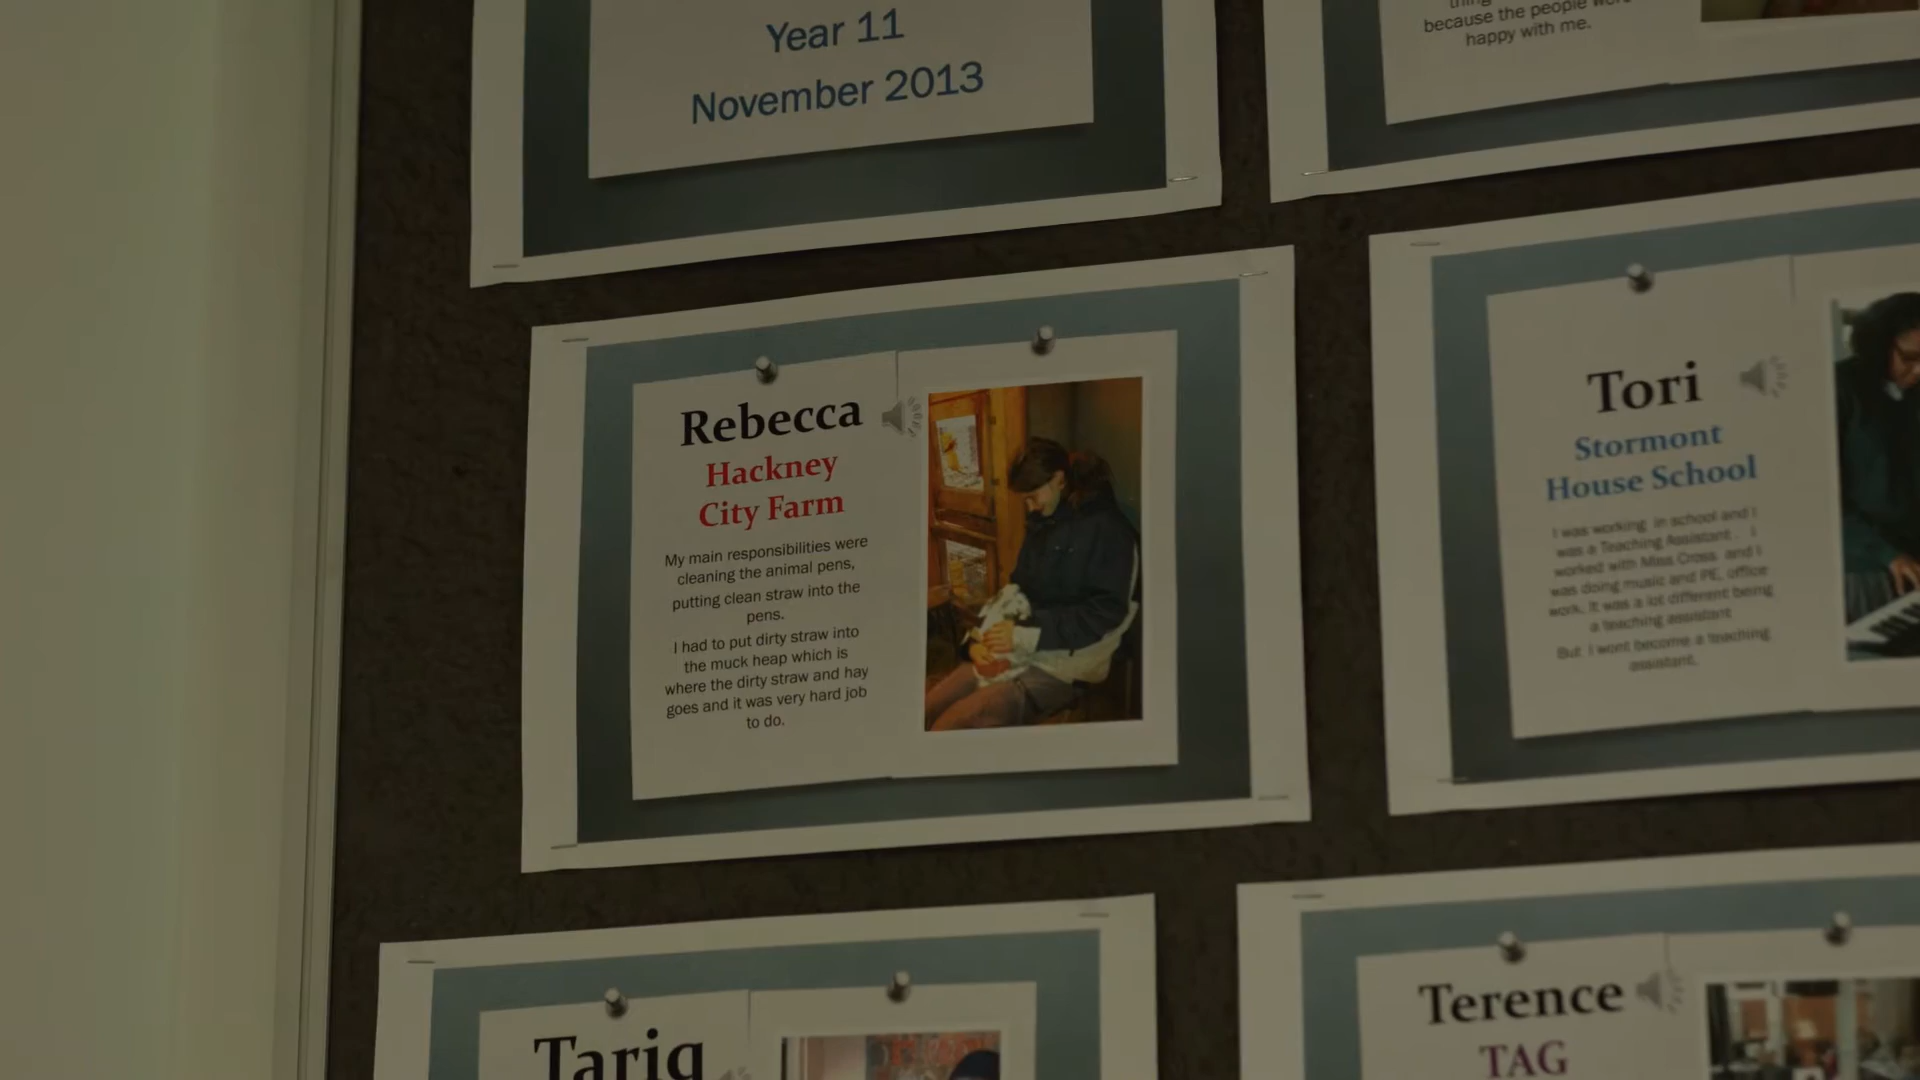 Year 11
November 2013
because the people
happy with me.
Rebecca
Hackney
City Farm
My main responsibilities were
cleaning the animal pens,
putting clean straw into the
pens.
I had to put dirty straw into
the muck heap which is
where the dirty straw and hay
goes and it was very hard job
to do.
Tori
Stormont
House School
I was working in school and I
was a Teaching Assistant . I
worked with Miss Cross and I
was doing music and PE, office
work. It was a lot different being
a teaching assistant
But I wont become a teaching
assistant.
Tariq
Terence
TAG